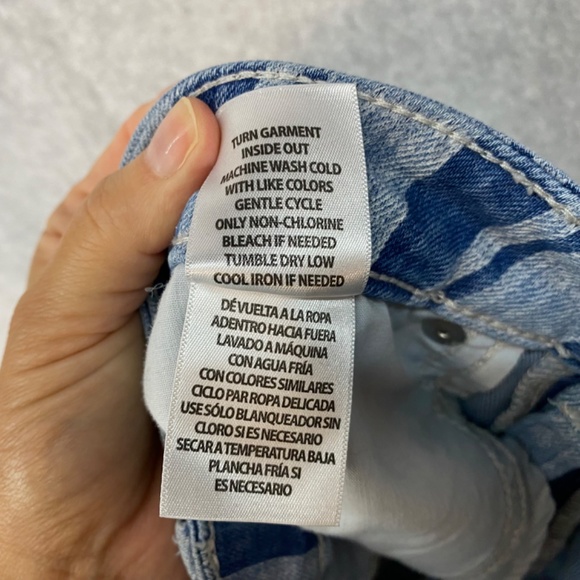 TURN GARMENT
INSIDE OUT
MACHINE WASH COLD
WITH LIKE COLORS
GENTLE CYCLE
ONLY NON-CHLORINE
BLEACH IF NEEDED
TUMBLE DRY LOW
COOL IRON IF NEEDED
DÉ VUELTA A LA ROPA
ADENTRO HACIA FUERA
LAVADO A MÁQUINA
CON AGUA FRÍA
CON COLORES SIMILARES
CICLO PAR ROPA DELICADA
USE SÓLO BLANQUEADOR SIN
CLORO SI ES NECESARIO
SECAR A TEMPERATURA BAJA
PLANCHA FRÍA SI
ES NECESARIO